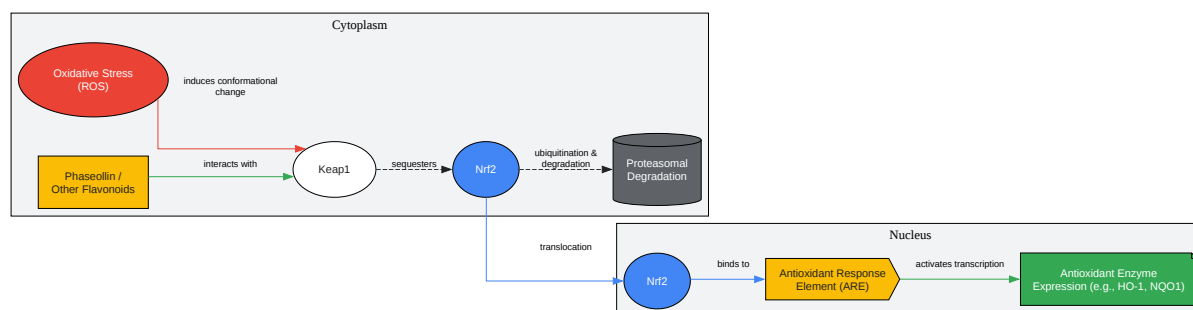 Cytoplasm
Oxidative Stress
(ROS)
induces conformational
change
Phaseollin /
Other Flavonoids
interacts with
Keap1
sequesters
Nrf2
ubiquitination &
degradation
Proteasomal
Degradation
translocation
Nucleus
Nrf2
binds to
Antioxidant Response
Element (ARE)
activates transcription
Antioxidant Enzyme
Expression (e.g., HO-1, NQO1)